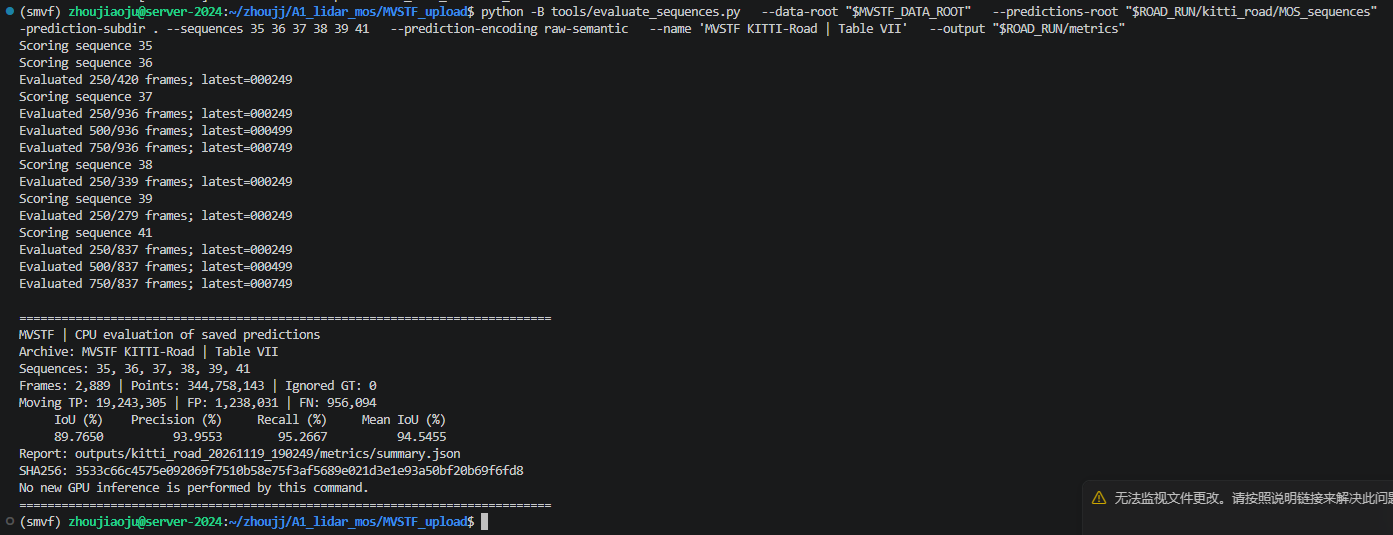 (smvf) zhoujiaoju@server-2024:~/zhoujj/A1_lidar_mos/MVSTF_upload$ python -B tools/evaluate_sequences.py   --data-root "$MVSTF_DATA_ROOT"   --predictions-root "$ROAD_RUN/kitti_road/MOS_sequences"
-prediction-subdir . --sequences 35 36 37 38 39 41   --prediction-encoding raw-semantic   --name 'MVSTF KITTI-Road | Table VII'   --output "$ROAD_RUN/metrics"
Scoring sequence 35
Scoring sequence 36
Evaluated 250/420 frames; latest=000249
Scoring sequence 37
Evaluated 250/936 frames; latest=000249
Evaluated 500/936 frames; latest=000499
Evaluated 750/936 frames; latest=000749
Scoring sequence 38
Evaluated 250/339 frames; latest=000249
Scoring sequence 39
Evaluated 250/279 frames; latest=000249
Scoring sequence 41
Evaluated 250/837 frames; latest=000249
Evaluated 500/837 frames; latest=000499
Evaluated 750/837 frames; latest=000749
============================================================================
MVSTF | CPU evaluation of saved predictions
Archive: MVSTF KITTI-Road | Table VII
Sequences: 35, 36, 37, 38, 39, 41
Frames: 2,889 | Points: 344,758,143 | Ignored GT: 0
Moving TP: 19,243,305 | FP: 1,238,031 | FN: 956,094
IoU (%)    Precision (%)     Recall (%)     Mean IoU (%)
89.7650          93.9553        95.2667          94.5455
Report: outputs/kitti_road_20261119_190249/metrics/summary.json
SHA256: 3533c66c4575e092069f7510b58e75f3af5689e021d3e1e93a50bf20b69f6fd8
No new GPU inference is performed by this command.
============================================================================
(smvf) zhoujiaoju@server-2024:~/zhoujj/A1_lidar_mos/MVSTF_upload$
无法监视文件更改。请按照说明链接来解决此问题